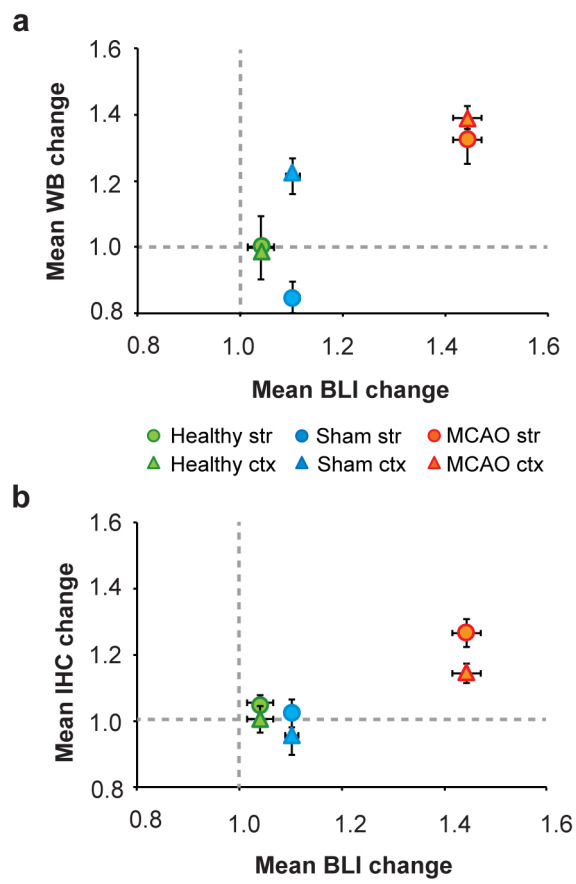 a
1.6
1.4
1.2
1.0
0.8
Mean WB change
0.8 1.0 1.2 1.4 1.6
Mean BLI change
Healthy str Sham str MCAO str
Healthy ctx Sham ctx MCAO ctx
b
1.6
1.4
1.2
1.0
0.8
Mean IHC change
0.8 1.0 1.2 1.4 1.6
Mean BLI change